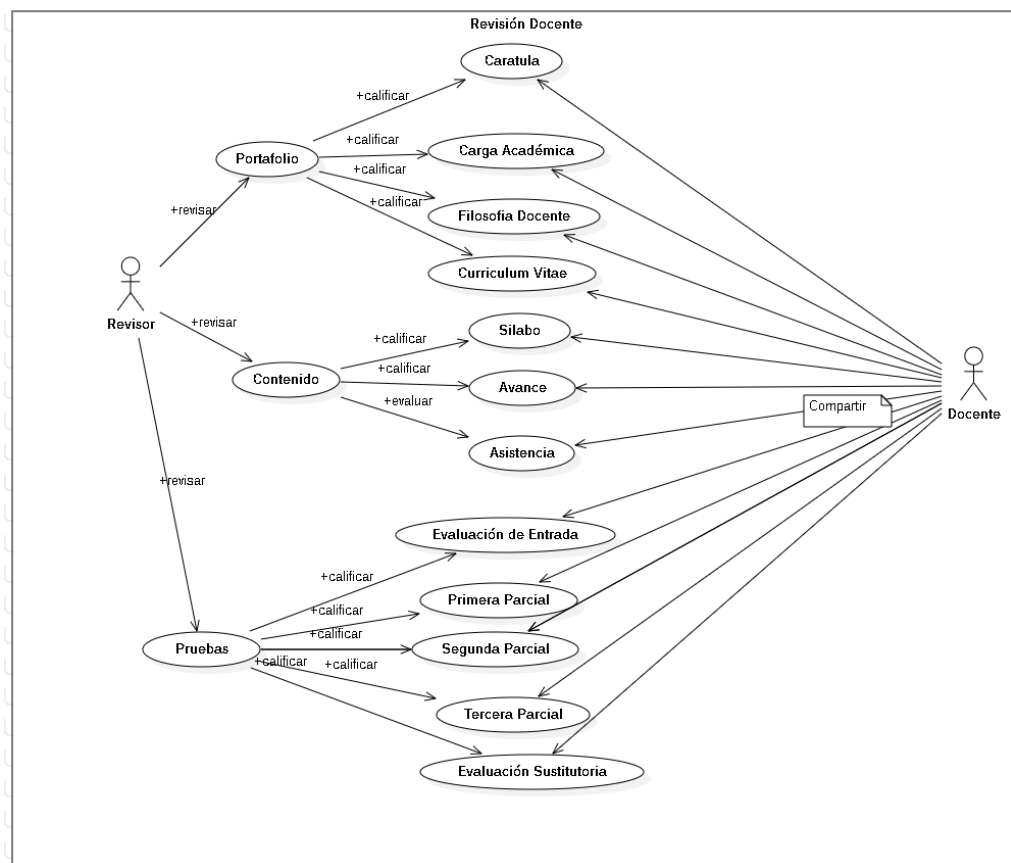 Revisión Docente
Caratula
+calificar
+calificar
Carga Académica
Portafolio
+calificar
+calificar
Filosofia Docente
+revisar
Curriculum Vitae
Revisor
+revisar
Silabo
+calificar
+calificar
Contenido
Avance
+evaluar
Compartir
Docente
Asistencia
+revisar
Evaluación de Entrada
+calificar
Primera Parcial
+calificar
+calificar
Pruebas
Segunda Parcial
+calificar
+calificar
Tercera Parcial
Evaluación Sustitutoria